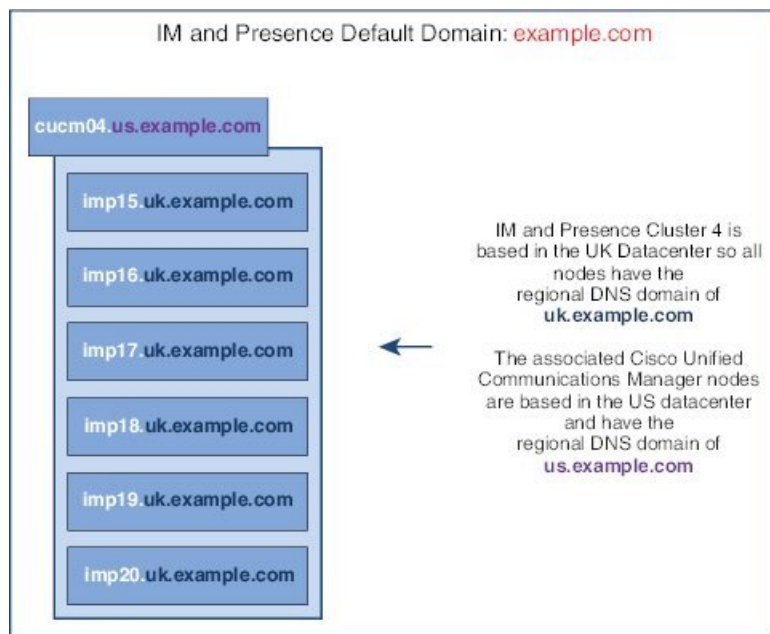 IM and Presence Default Domain: example.com
cucm04.us.example.com
imp15.uk.example.com
imp16.uk.example.com
imp17.uk.example.com
imp18.uk.example.com
imp19.uk.example.com
imp20.uk.example.com
IM and Presence Cluster 4 is
based in the UK Datacenter so all
nodes have the
regional DNS domain of
uk.example.com
The associated Cisco Unified
Communications Manager nodes
are based in the US datacenter
and have the
regional DNS domain of
us.example.com